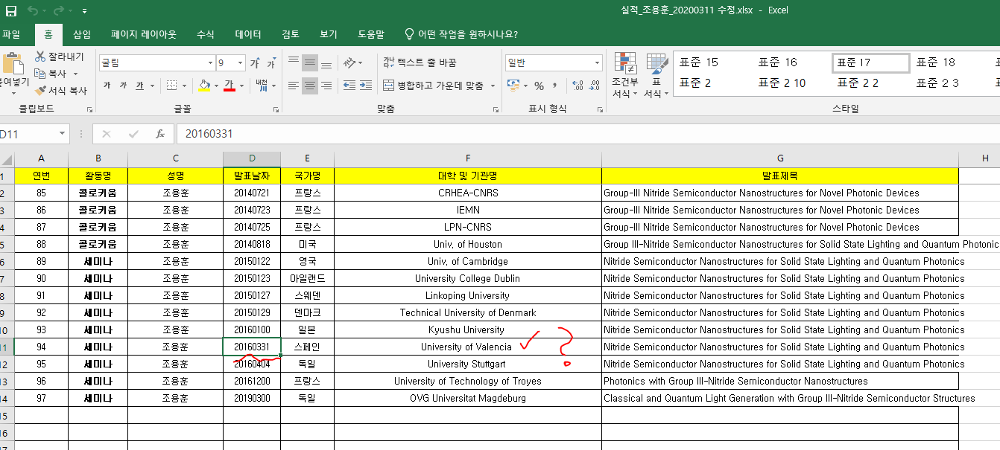 실적_조용훈_20200311 수정.xlsx - Excel
파일 홈 삽입 페이지 레이아웃 수식 데이터 검토 보기 도움말 어떤 작업을 원하시나요?
잘라내기
복사
서식 복사
클립보드
굴림 9 가 가
가 가 가 가 내천
글꼴
텍스트 줄 바꿈
병합하고 가운데 맞춤
맞춤
일반
% ,
표시 형식
조건부 서식
표 서식
표준 15 표준 16 표준 17 표준 18
표준 2 표준 2 10 표준 2 2 표준 2 3
스타일
D11 fx 20160331
A B C D E F G H
1 연번 활동명 성명 발표날짜 국가명 대학 및 기관명 발표제목
2 85 콜로키움 조용훈 20140721 프랑스 CRHEA-CNRS Group-III Nitride Semiconductor Nanostructures for Novel Photonic Devices
3 86 콜로키움 조용훈 20140723 프랑스 IEMN Group-III Nitride Semiconductor Nanostructures for Novel Photonic Devices
4 87 콜로키움 조용훈 20140725 프랑스 LPN-CNRS Group-III Nitride Semiconductor Nanostructures for Novel Photonic Devices
5 88 콜로키움 조용훈 20140818 미국 Univ. of Houston Group III-Nitride Semiconductor Nanostructures for Solid State Lighting and Quantum Photonic
6 89 세미나 조용훈 20150122 영국 Univ. of Cambridge Nitride Semiconductor Nanostructures for Solid State Lighting and Quantum Photonics
7 90 세미나 조용훈 20150123 아일랜드 University College Dublin Nitride Semiconductor Nanostructures for Solid State Lighting and Quantum Photonics
8 91 세미나 조용훈 20150127 스웨덴 Linkoping University Nitride Semiconductor Nanostructures for Solid State Lighting and Quantum Photonics
9 92 세미나 조용훈 20150129 덴마크 Technical University of Denmark Nitride Semiconductor Nanostructures for Solid State Lighting and Quantum Photonics
10 93 세미나 조용훈 20160100 일본 Kyushu University Nitride Semiconductor Nanostructures for Solid State Lighting and Quantum Photonics
11 94 세미나 조용훈 20160331 스페인 University of Valencia ✓ ? Nitride Semiconductor Nanostructures for Solid State Lighting and Quantum Photonics
12 95 세미나 조용훈 20160404 독일 University Stuttgart Nitride Semiconductor Nanostructures for Solid State Lighting and Quantum Photonics
13 96 세미나 조용훈 20161200 프랑스 University of Technology of Troyes Photonics with Group III-Nitride Semiconductor Nanostructures
14 97 세미나 조용훈 20190300 독일 OVG Universitat Magdeburg Classical and Quantum Light Generation with Group III-Nitride Semiconductor Structures
15
16